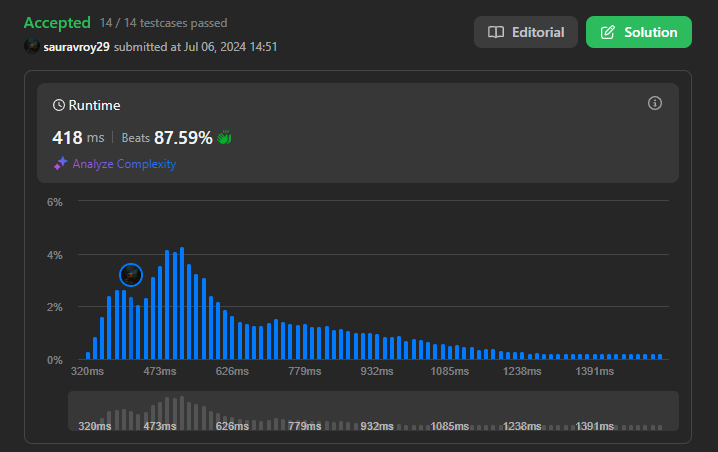 Accepted 14 / 14 testcases passed
sauravroy29 submitted at Jul 06, 2024 14:51
Editorial
Solution
Runtime
418 ms Beats 87.59%
Analyze Complexity
6%
4%
2%
0%
320ms 473ms 626ms 779ms 932ms 1085ms 1238ms 1391ms
320ms 473ms 626ms 779ms 932ms 1085ms 1238ms 1391ms